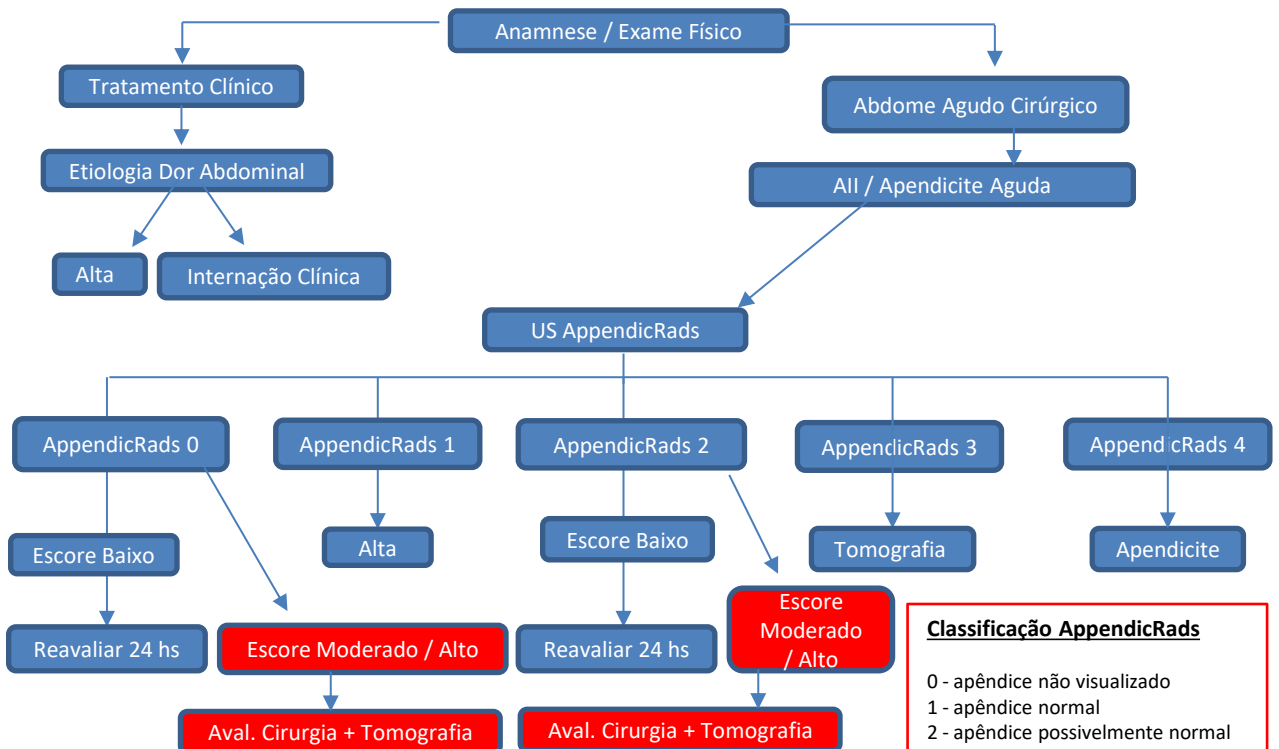 Anamnese / Exame Físico
Tratamento Clínico
Abdome Agudo Cirúrgico
Etiologia Dor Abdominal
AII / Apendicite Aguda
Alta
Internação Clínica
US AppendicRads
AppendicRads 0
AppendicRads 1
AppendicRads 2
AppendicRads 3
AppendicRads 4
Escore Baixo
Alta
Escore Baixo
Tomografia
Apendicite
Reavaliar 24 hs
Escore Moderado / Alto
Reavaliar 24 hs
Escore
Moderado
/ Alto
Aval. Cirurgia + Tomografia
Aval. Cirurgia + Tomografia
Classificação AppendicRads
0 - apêndice não visualizado
1 - apêndice normal
2 - apêndice possivelmente normal